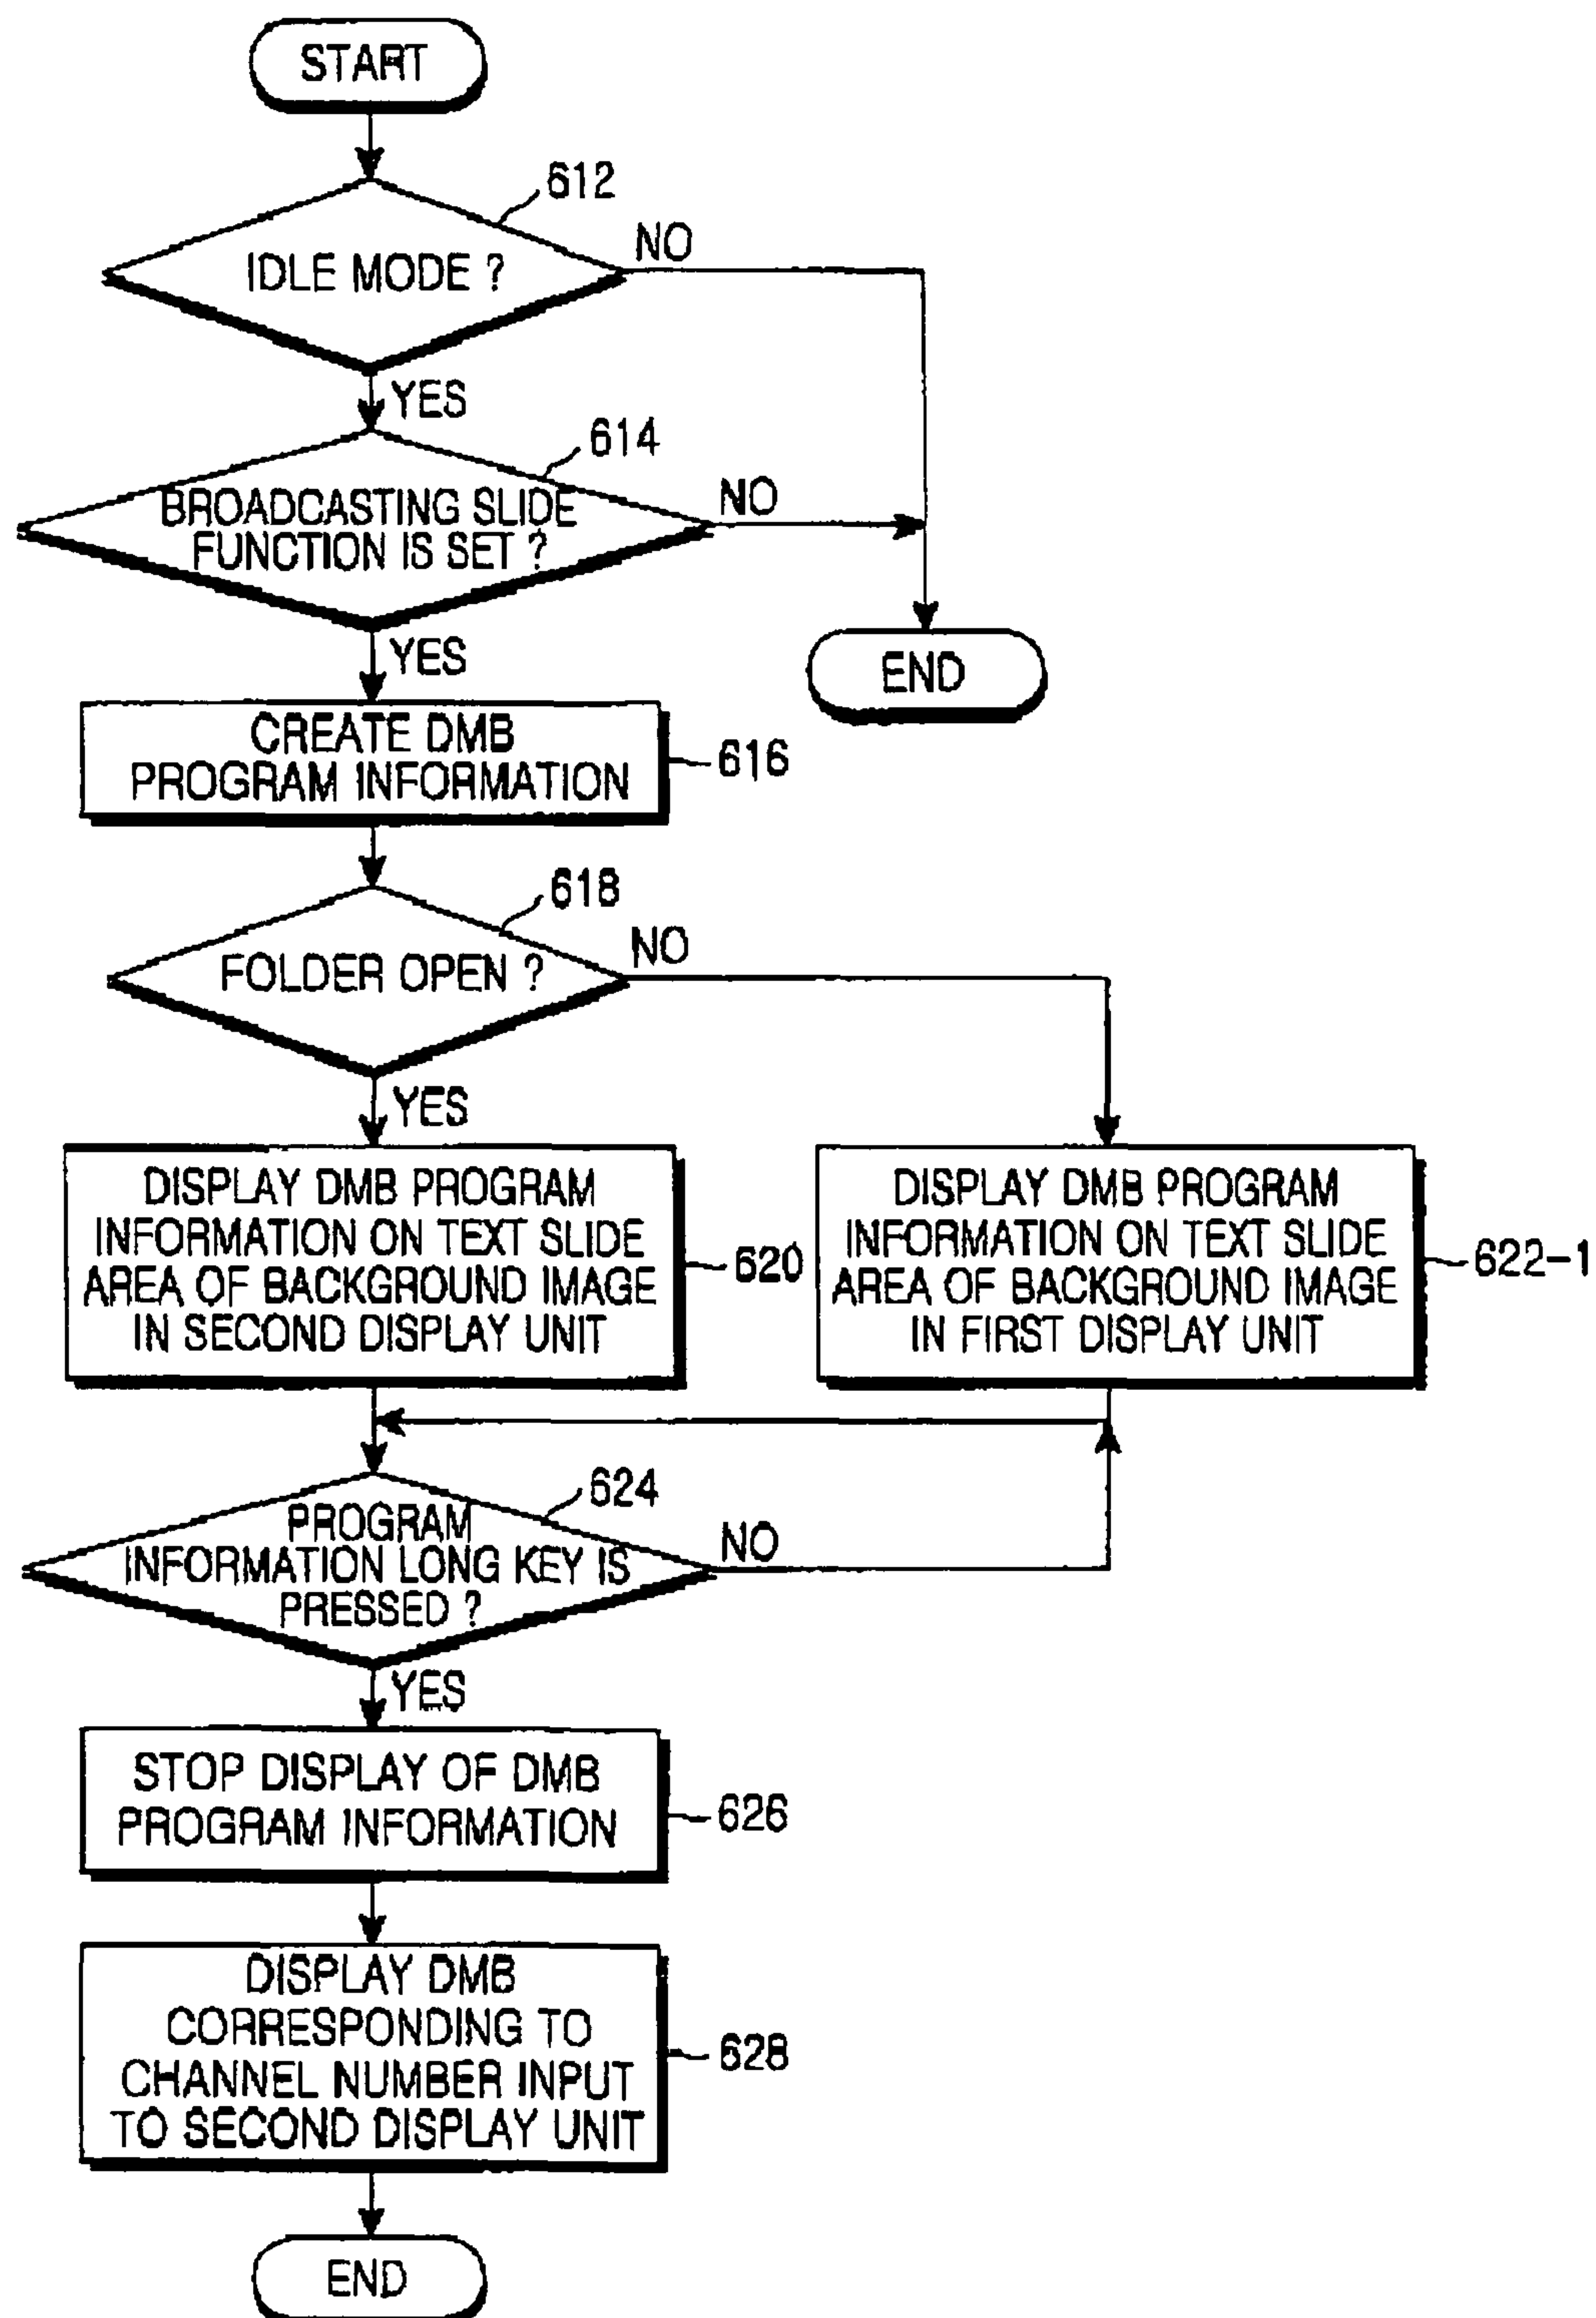 START
612
IDLE MODE ?
NO
YES
614
BROADCASTING SLIDE
FUNCTION IS SET ?
NO
YES
END
CREATE DMB
PROGRAM INFORMATION
616
618
FOLDER OPEN ?
NO
YES
DISPLAY DMB PROGRAM
INFORMATION ON TEXT SLIDE
AREA OF BACKGROUND IMAGE
IN SECOND DISPLAY UNIT
620
DISPLAY DMB PROGRAM
INFORMATION ON TEXT SLIDE
AREA OF BACKGROUND IMAGE
IN FIRST DISPLAY UNIT
622-1
624
PROGRAM
INFORMATION LONG KEY IS
PRESSED ?
NO
YES
STOP DISPLAY OF DMB
PROGRAM INFORMATION
626
DISPLAY DMB
CORRESPONDING TO
CHANNEL NUMBER INPUT
TO SECOND DISPLAY UNIT
628
END